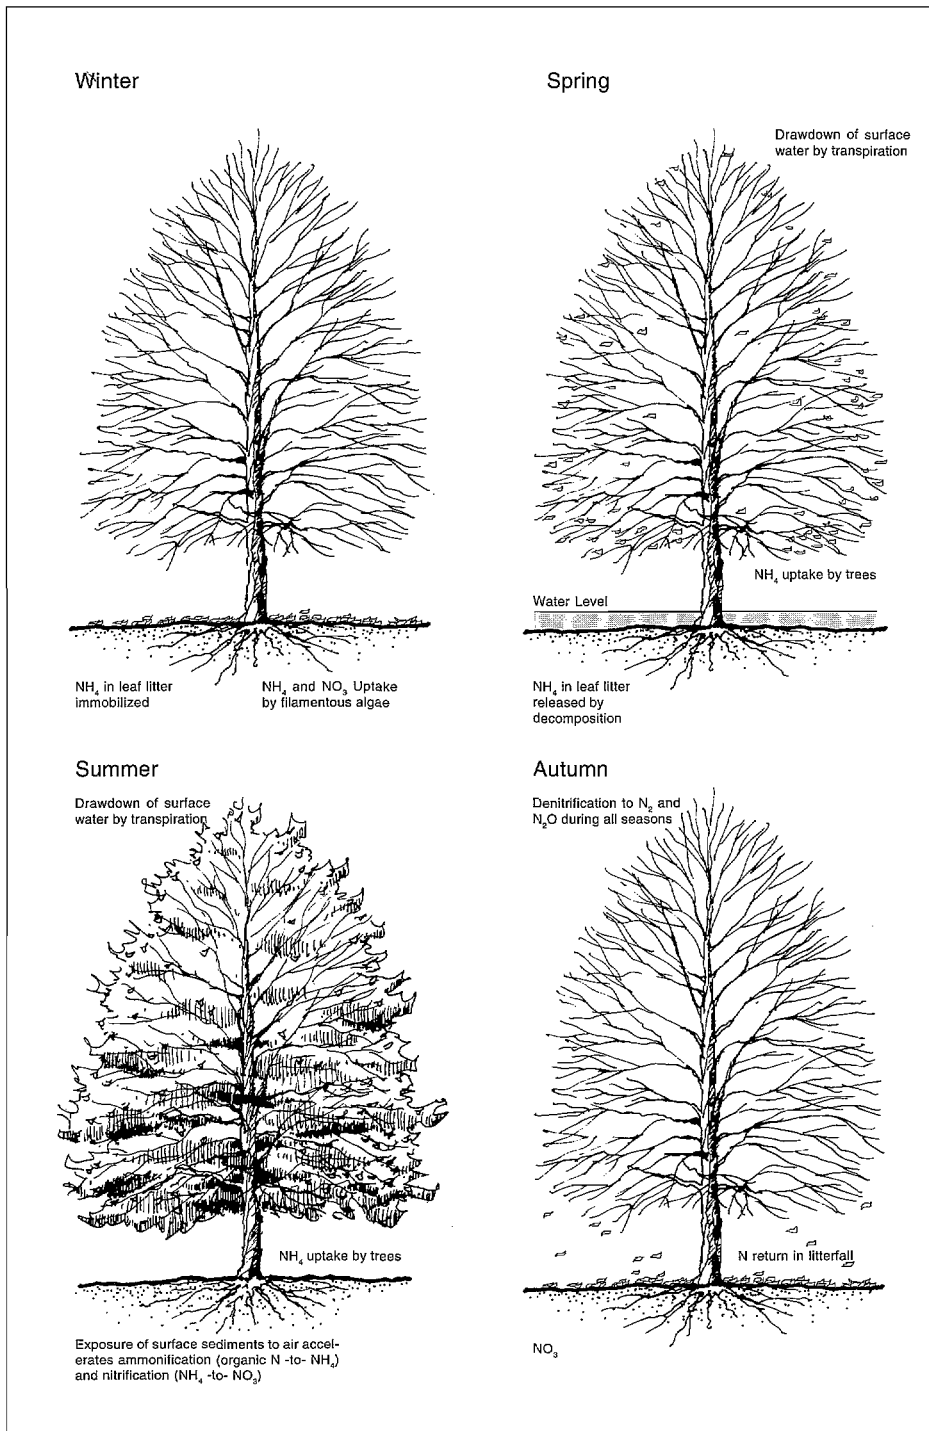 Winter
NH₄ in leaf litter
immobilized
NH₄ and NO₃ Uptake
by filamentous algae
Spring
Drawdown of surface
water by transpiration
NH₄ uptake by trees
Water Level
NH₄ in leaf litter
released by
decomposition
Summer
Drawdown of surface
water by transpiration
NH₄ uptake by trees
Exposure of surface sediments to air accel-
erates ammonification (organic N -to- NH₄)
and nitrification (NH₄ -to- NO₃)
Autumn
Denitrification to N₂ and
N₂O during all seasons
N return in litterfall
NO₃